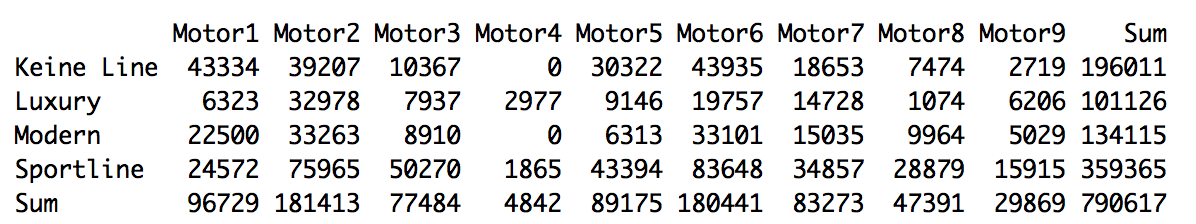 Motor1 Motor2 Motor3 Motor4 Motor5 Motor6 Motor7 Motor8 Motor9 Sum
Keine Line 43334 39207 10367 0 30322 43935 18653 7474 2719 196011
Luxury 6323 32978 7937 2977 9146 19757 14728 1074 6206 101126
Modern 22500 33263 8910 0 6313 33101 15035 9964 5029 134115
Sportline 24572 75965 50270 1865 43394 83648 34857 28879 15915 359365
Sum 96729 181413 77484 4842 89175 180441 83273 47391 29869 790617